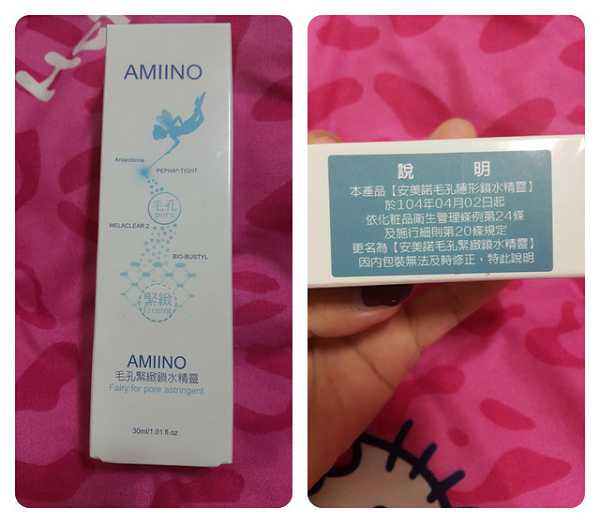 AMIINO
Ameliox
PEPHA®-TIGHT
毛孔
pore
MELACLEAR 2
BIO-BUSTYL
緊緻
Firming
AMIINO
毛孔緊緻鎖水精靈
Fairy for pore astringent
30ml/1.01 fl.oz
說 明
本產品【安美諾毛孔隱形鎖水精靈】
於104年04月02日起
依化粧品衛生管理條例第24條
及施行細則第20條規定
更名為【安美諾毛孔緊緻鎖水精靈】
因內包裝無法及時修正,特此說明